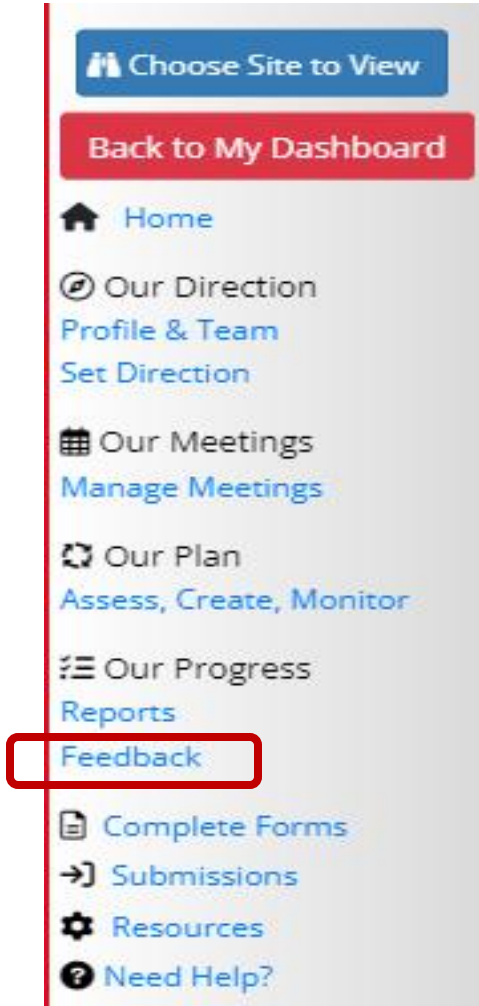 Choose Site to View
Back to My Dashboard
Home
Our Direction
Profile & Team
Set Direction
Our Meetings
Manage Meetings
Our Plan
Assess, Create, Monitor
Our Progress
Reports
Feedback
Complete Forms
Submissions
Resources
Need Help?